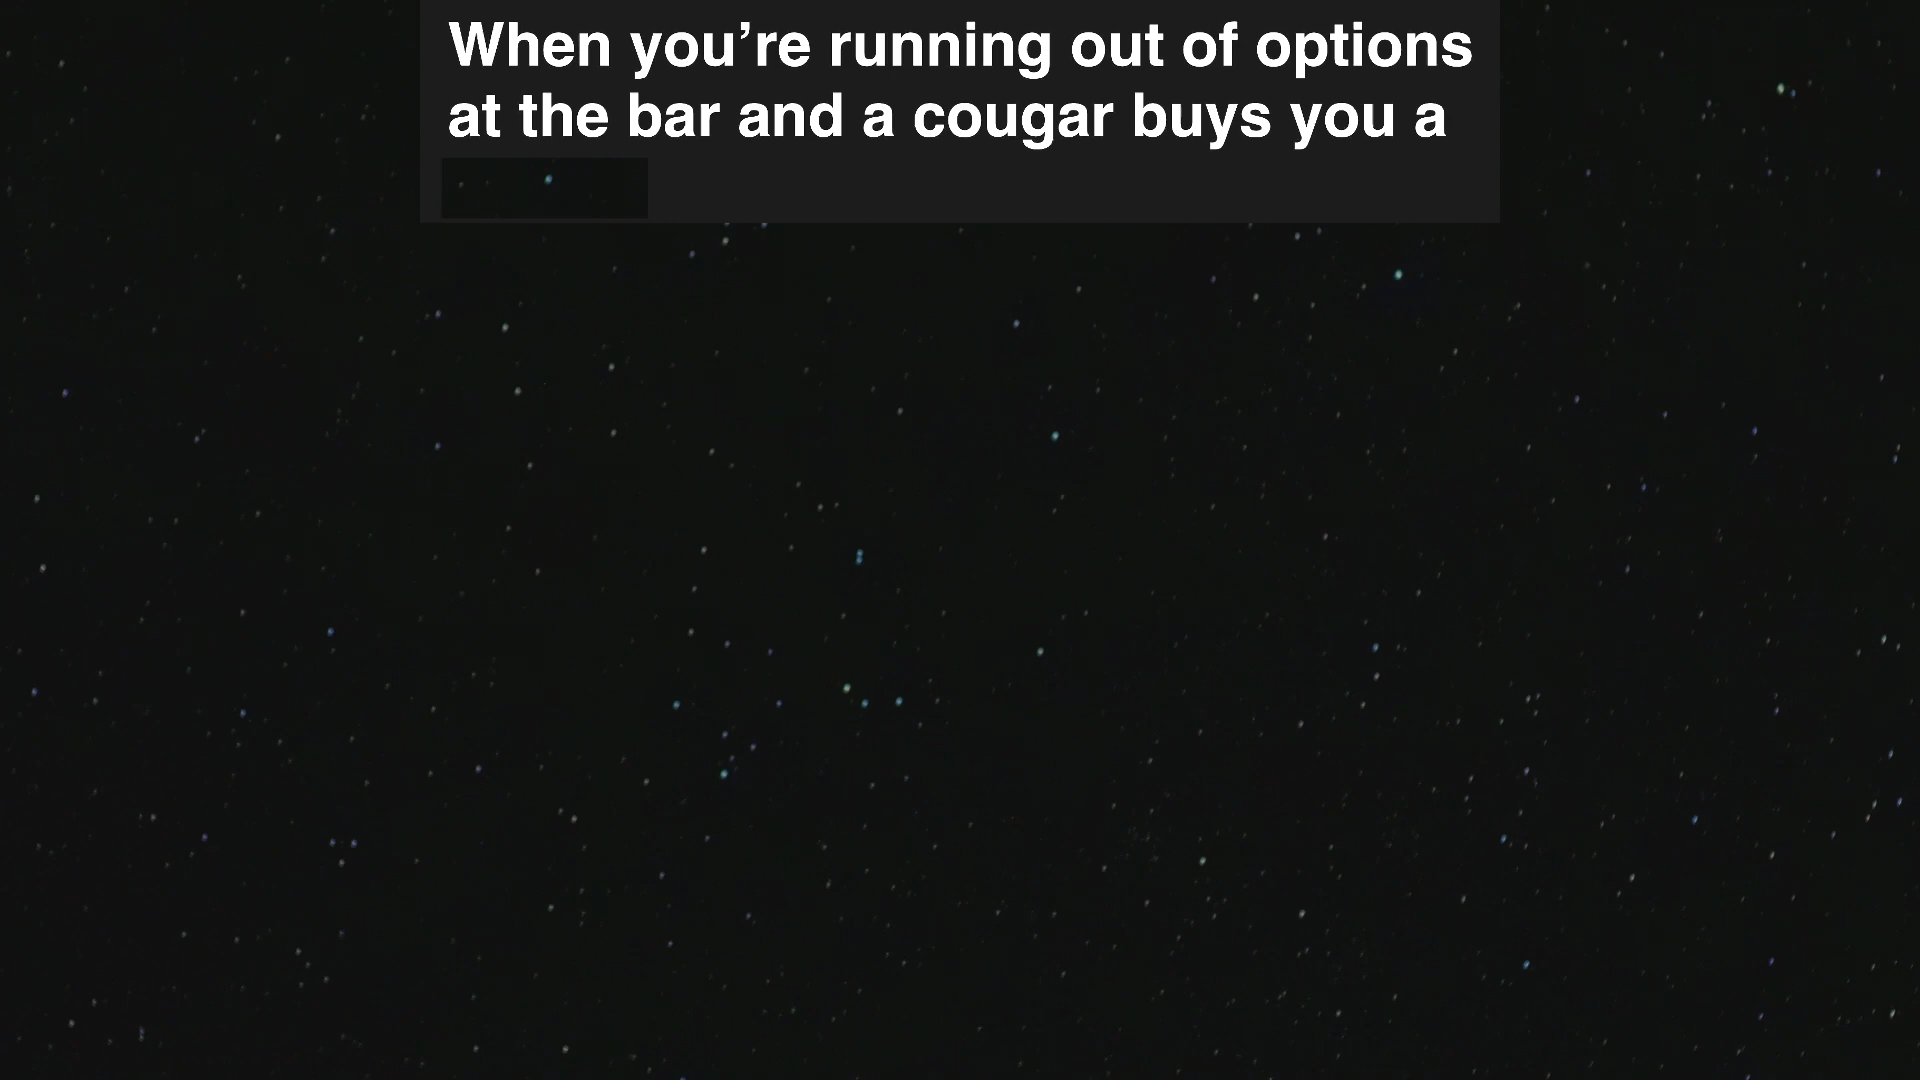 When you’re running out of options
at the bar and a cougar buys you a